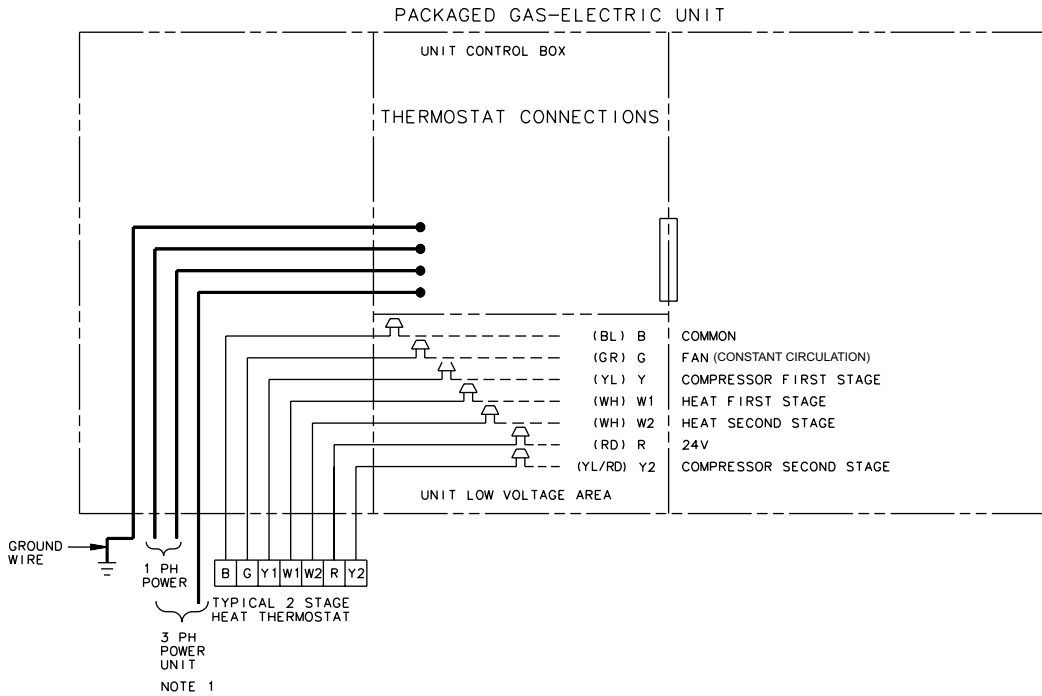 PACKAGED GAS-ELECTRIC UNIT
UNIT CONTROL BOX
THERMOSTAT CONNECTIONS
(BL) B COMMON
(GR) G FAN (CONSTANT CIRCULATION)
(YL) Y COMPRESSOR FIRST STAGE
(WH) W1 HEAT FIRST STAGE
(WH) W2 HEAT SECOND STAGE
(RD) R 24V
(YL/RD) Y2 COMPRESSOR SECOND STAGE
UNIT LOW VOLTAGE AREA
GROUND
WIRE
1 PH
POWER
B G Y1 W1 W2 R Y2
TYPICAL 2 STAGE
HEAT THERMOSTAT
3 PH
POWER
UNIT
NOTE 1